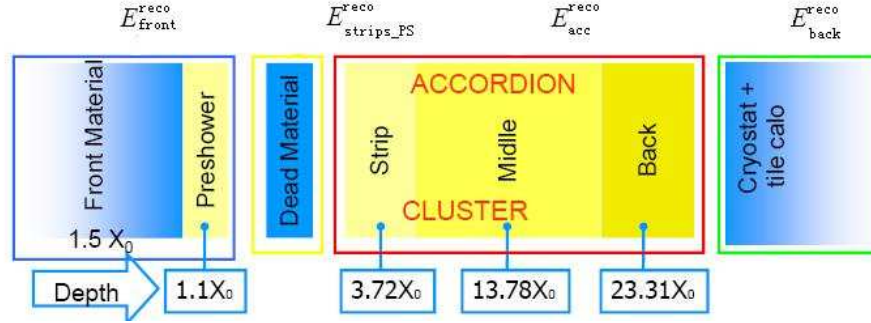 E^reco_front
E^reco_strips_PS
E^reco_acc
E^reco_back
Front Material
1.5 X₀
Preshower
Dead Material
ACCORDION
Strip
Midlle
Back
CLUSTER
Cryostat +
tile calo
Depth
1.1X₀
3.72X₀
13.78X₀
23.31X₀